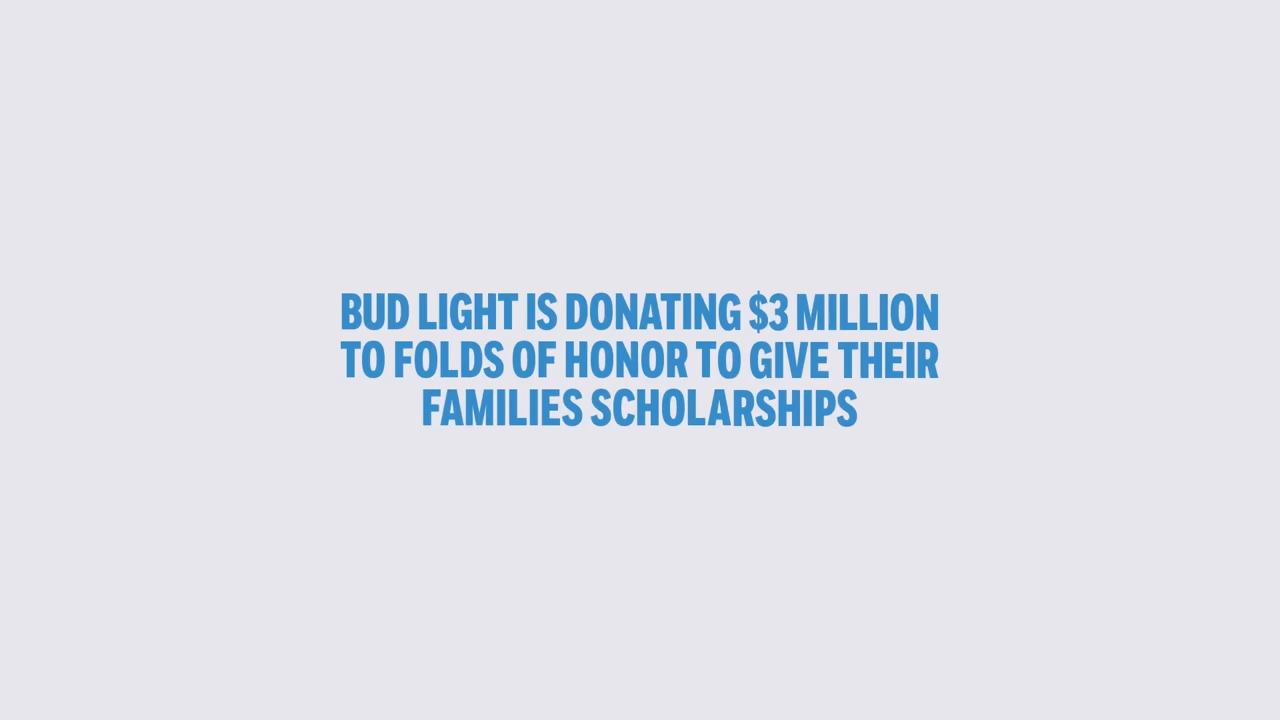 BUD LIGHT IS DONATING $3 MILLION
TO FOLDS OF HONOR TO GIVE THEIR
FAMILIES SCHOLARSHIPS